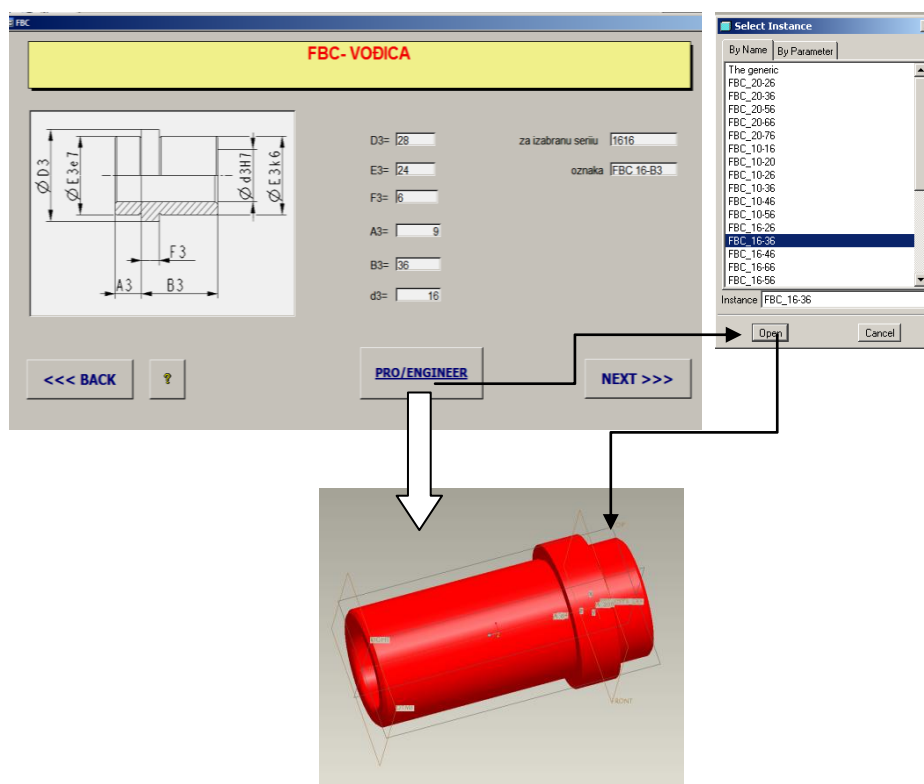 FBC
FBC- VOĐICA
ØD3
ØE3e7
Ød3H7
ØE3k6
F3
A3
B3
D3= 28
E3= 24
F3= 6
A3= 9
B3= 36
d3= 16
za izabranu seriiu 1616
oznaka FBC 16-B3
<<< BACK
?
PRO/ENGINEER
NEXT >>>
Select Instance
By Name
By Parameter
The generic
FBC_20-26
FBC_20-36
FBC_20-56
FBC_20-66
FBC_20-76
FBC_10-16
FBC_10-20
FBC_10-26
FBC_10-36
FBC_10-46
FBC_10-56
FBC_16-26
FBC_16-36
FBC_16-46
FBC_16-66
FBC_16-56
Instance FBC_16-36
Open
Cancel
TOP
RIGHT
FRONT